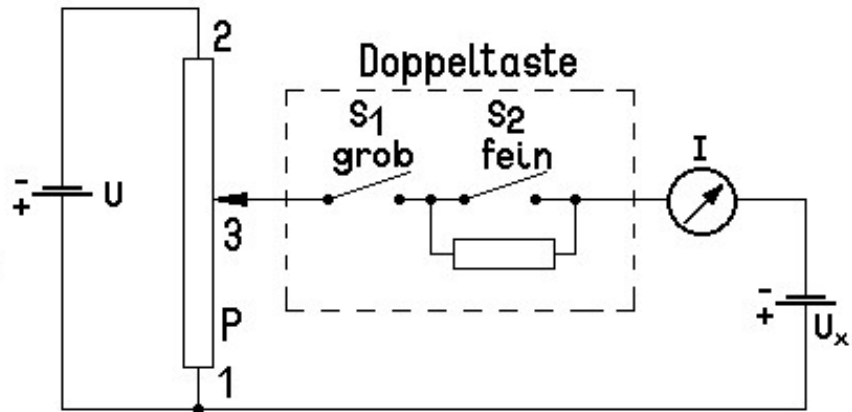 2
Doppeltaste
S1 S2
grob fein
I
- +
U
3
P
1
- +
Ux